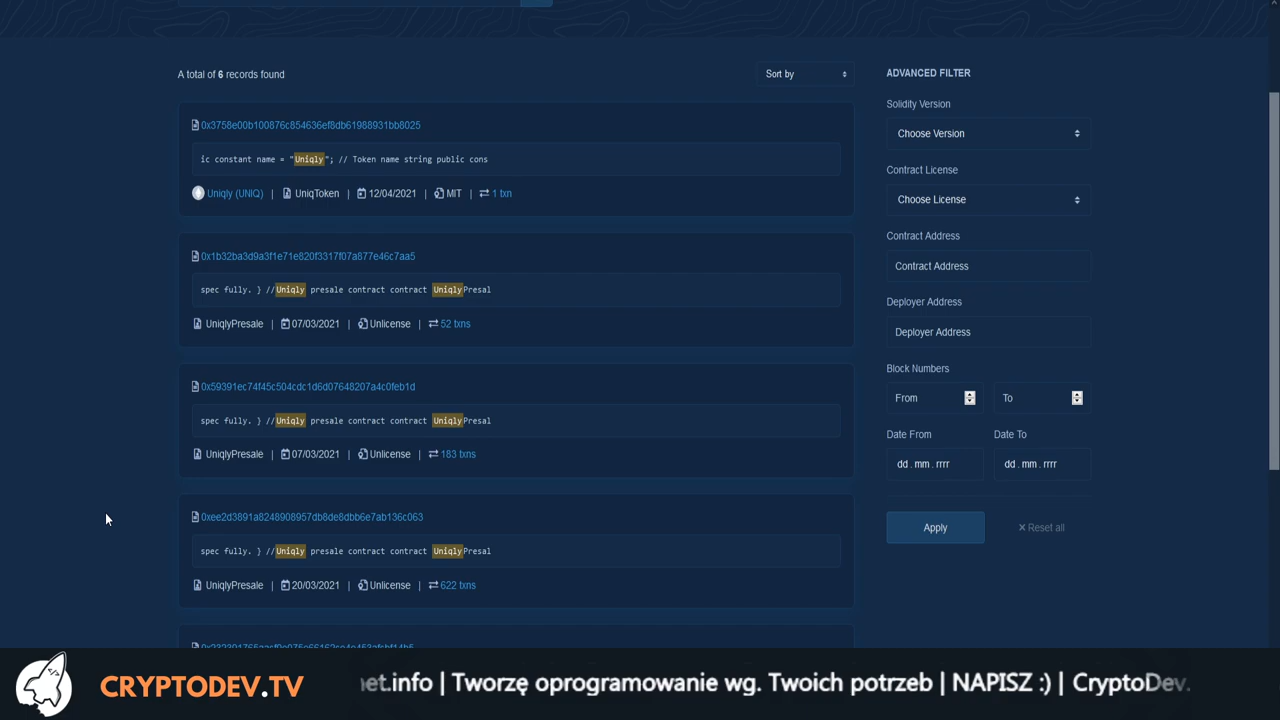 A total of 6 records found
Sort by
0x3758e00b100876c854636ef8db61988931bb8025
ic constant name = "Uniqly"; // Token name string public cons
Uniqly (UNIQ) | UniqToken | 12/04/2021 | MIT | 1 txn
0x1b32ba3d9a3f1e71e820f3317f07a877e46c7aa5
spec fully. } //Uniqly presale contract contract UniqlyPresal
UniqlyPresale | 07/03/2021 | Unlicense | 52 txns
0x59391ec74f45c504cdc1d6d07648207a4c0feb1d
spec fully. } //Uniqly presale contract contract UniqlyPresal
UniqlyPresale | 07/03/2021 | Unlicense | 183 txns
0xee2d3891a8248908957db8de8dbb6e7ab136c063
spec fully. } //Uniqly presale contract contract UniqlyPresal
UniqlyPresale | 20/03/2021 | Unlicense | 622 txns
ADVANCED FILTER
Solidity Version
Choose Version
Contract License
Choose License
Contract Address
Contract Address
Deployer Address
Deployer Address
Block Numbers
From To
Date From Date To
dd . mm . rrrr dd . mm . rrrr
Apply × Reset all
CRYPTODEV.TV
net.info | Tworzę oprogramowanie wg. Twoich potrzeb | NAPISZ :) | CryptoDev.